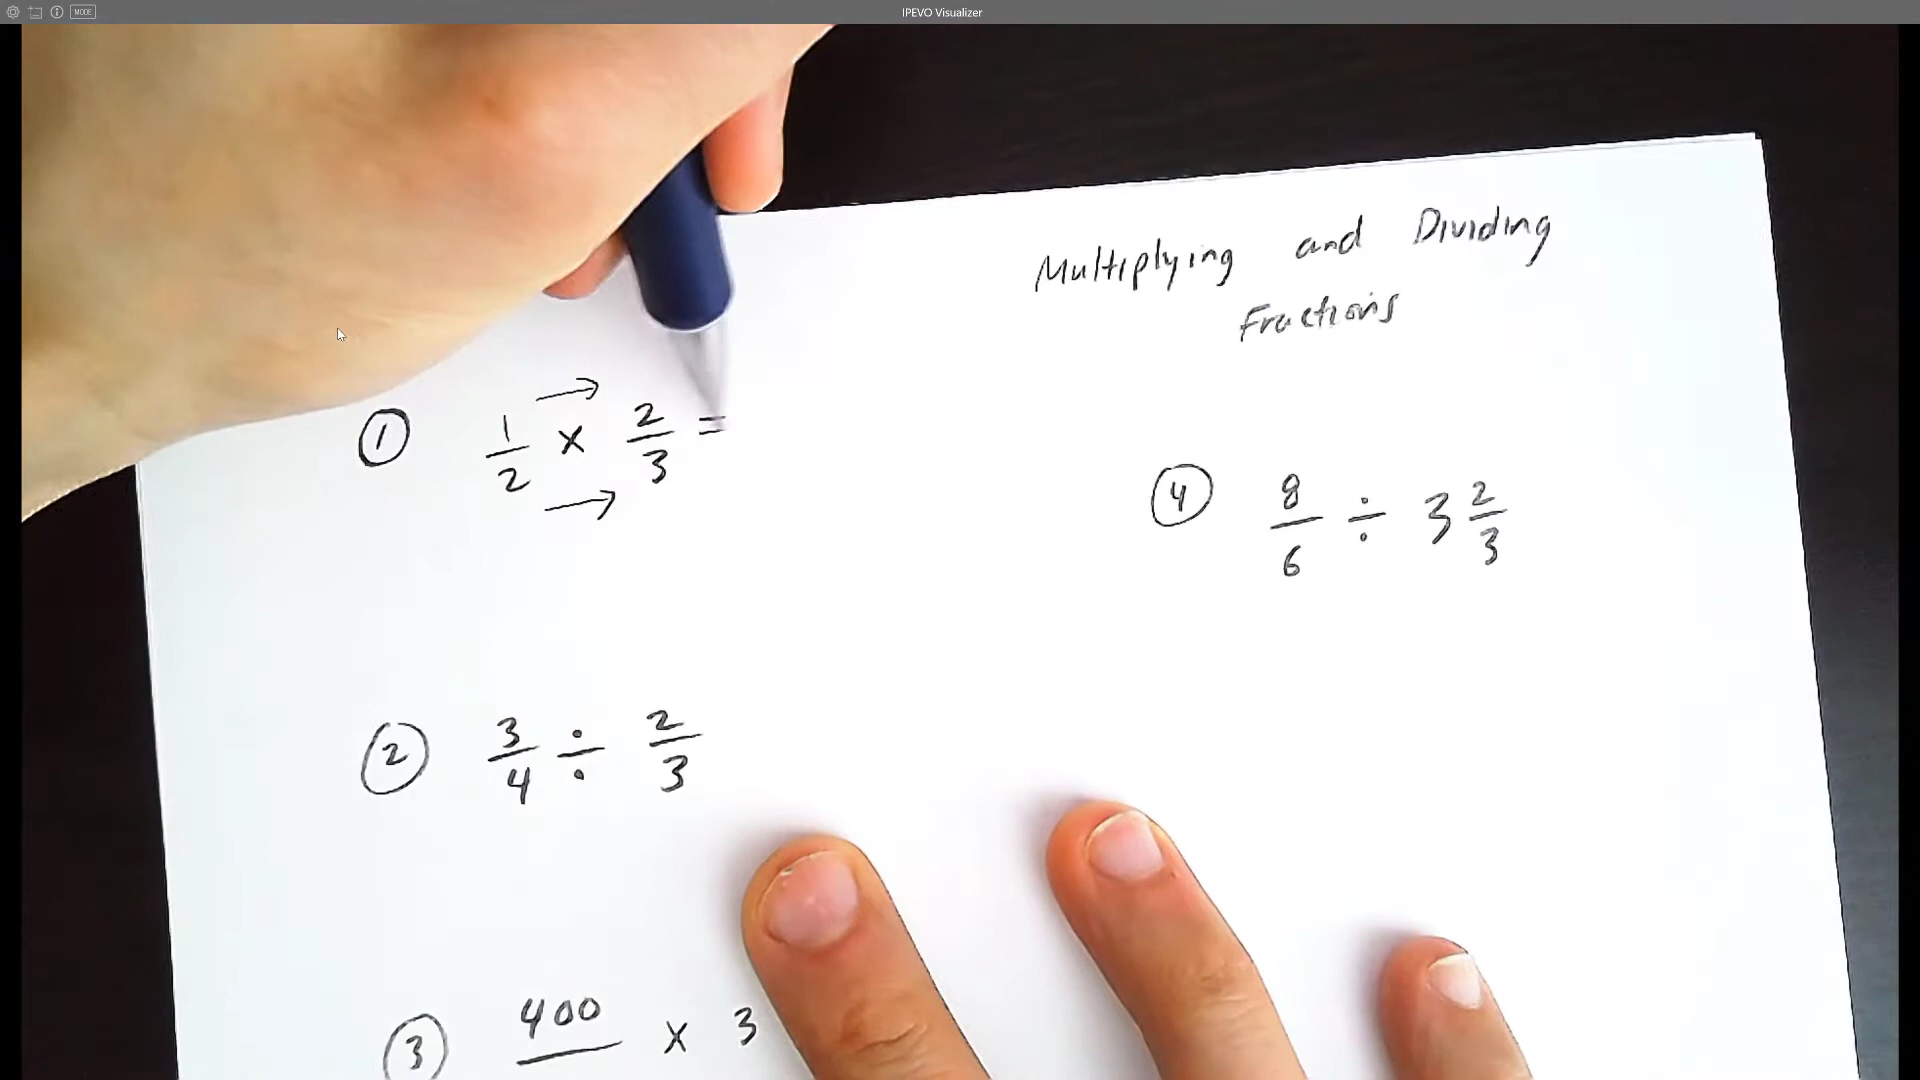 MODE
IPEVO Visualizer
Multiplying and Dividing
Fractions
① 1/2 × 2/3 =
② 3/4 ÷ 2/3
③ 400 × 3
④ 8/6 ÷ 3 2/3